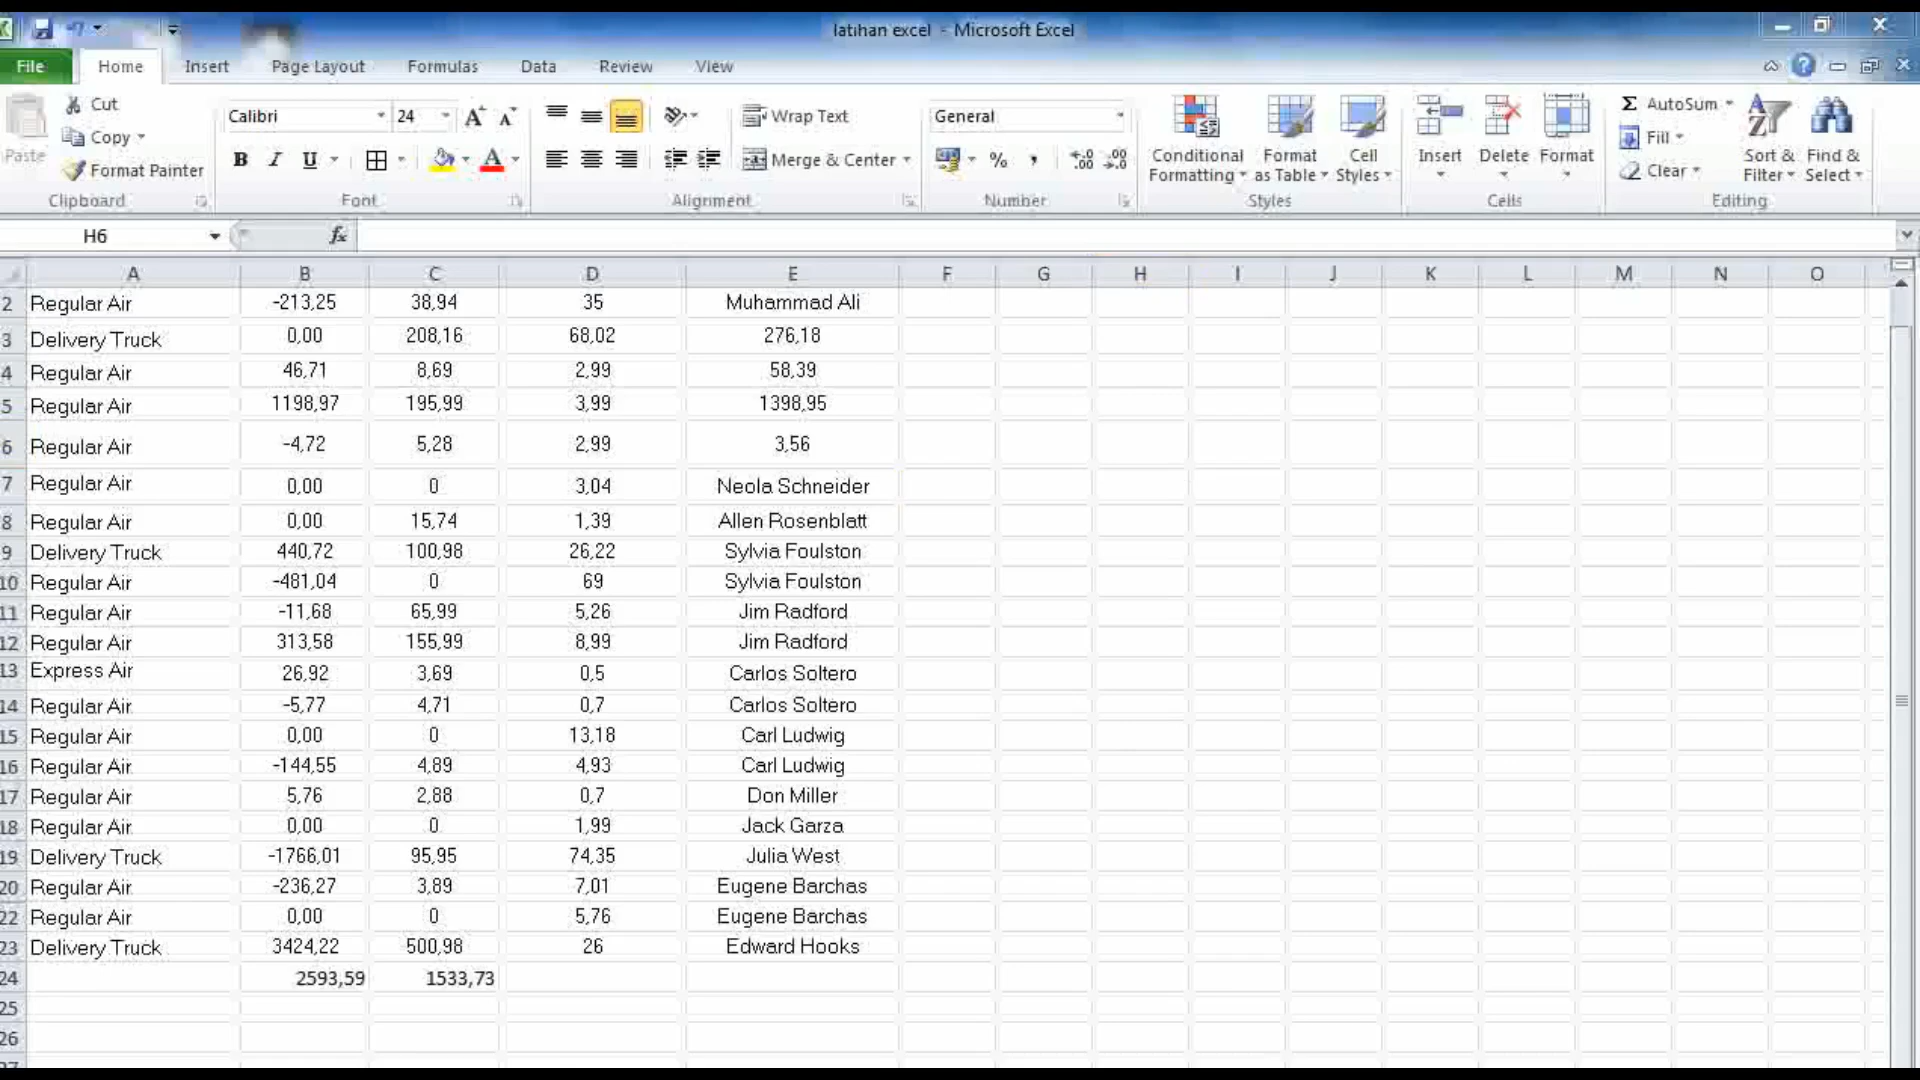 latihan excel - Microsoft Excel
File Home Insert Page Layout Formulas Data Review View
Cut
Copy
Format Painter
Paste
Clipboard
Calibri 24
B I U A
Font
Wrap Text
Merge & Center
Alignment
General
% , ,00 ,0
Number
Conditional Formatting
Format as Table
Cell Styles
Styles
Insert Delete Format
Cells
Σ AutoSum
Fill
Clear
Sort & Filter
Find & Select
Editing
H6 fx
A B C D E F G H I J K L M N O
2 Regular Air -213,25 38,94 35 Muhammad Ali
3 Delivery Truck 0,00 208,16 68,02 276,18
4 Regular Air 46,71 8,69 2,99 58,39
5 Regular Air 1198,97 195,99 3,99 1398,95
6 Regular Air -4,72 5,28 2,99 3,56
7 Regular Air 0,00 0 3,04 Neola Schneider
8 Regular Air 0,00 15,74 1,39 Allen Rosenblatt
9 Delivery Truck 440,72 100,98 26,22 Sylvia Foulston
10 Regular Air -481,04 0 69 Sylvia Foulston
11 Regular Air -11,68 65,99 5,26 Jim Radford
12 Regular Air 313,58 155,99 8,99 Jim Radford
13 Express Air 26,92 3,69 0,5 Carlos Soltero
14 Regular Air -5,77 4,71 0,7 Carlos Soltero
15 Regular Air 0,00 0 13,18 Carl Ludwig
16 Regular Air -144,55 4,89 4,93 Carl Ludwig
17 Regular Air 5,76 2,88 0,7 Don Miller
18 Regular Air 0,00 0 1,99 Jack Garza
19 Delivery Truck -1766,01 95,95 74,35 Julia West
20 Regular Air -236,27 3,89 7,01 Eugene Barchas
22 Regular Air 0,00 0 5,76 Eugene Barchas
23 Delivery Truck 3424,22 500,98 26 Edward Hooks
24 2593,59 1533,73
25
26